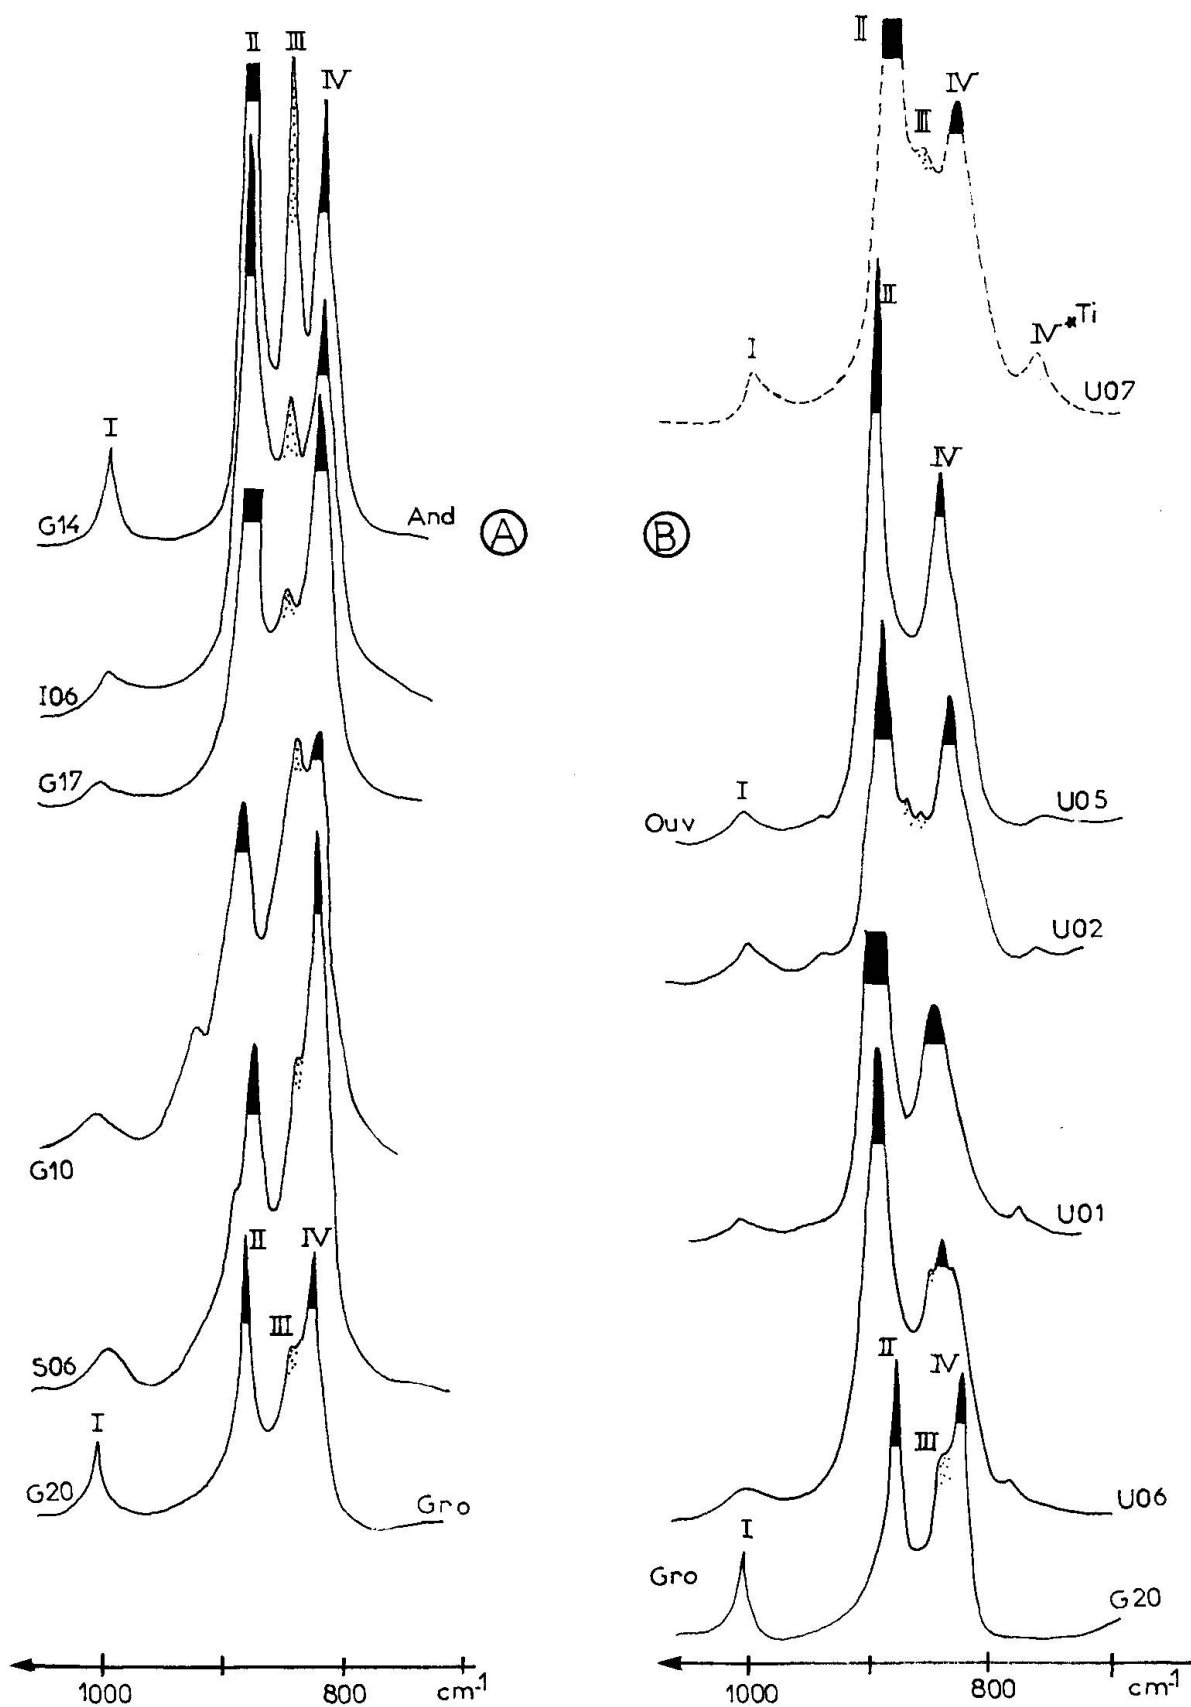 II III IV
I
G14 And
A
I06
G17
G10
II IV
S06
III
I
G20 Gro
1000 800 cm-1
II IV
III
II
IV*Ti
I
U07
IV
B
I
Ouv U05
U02
U01
II IV
III
U06
I
Gro G20
1000 800 cm-1